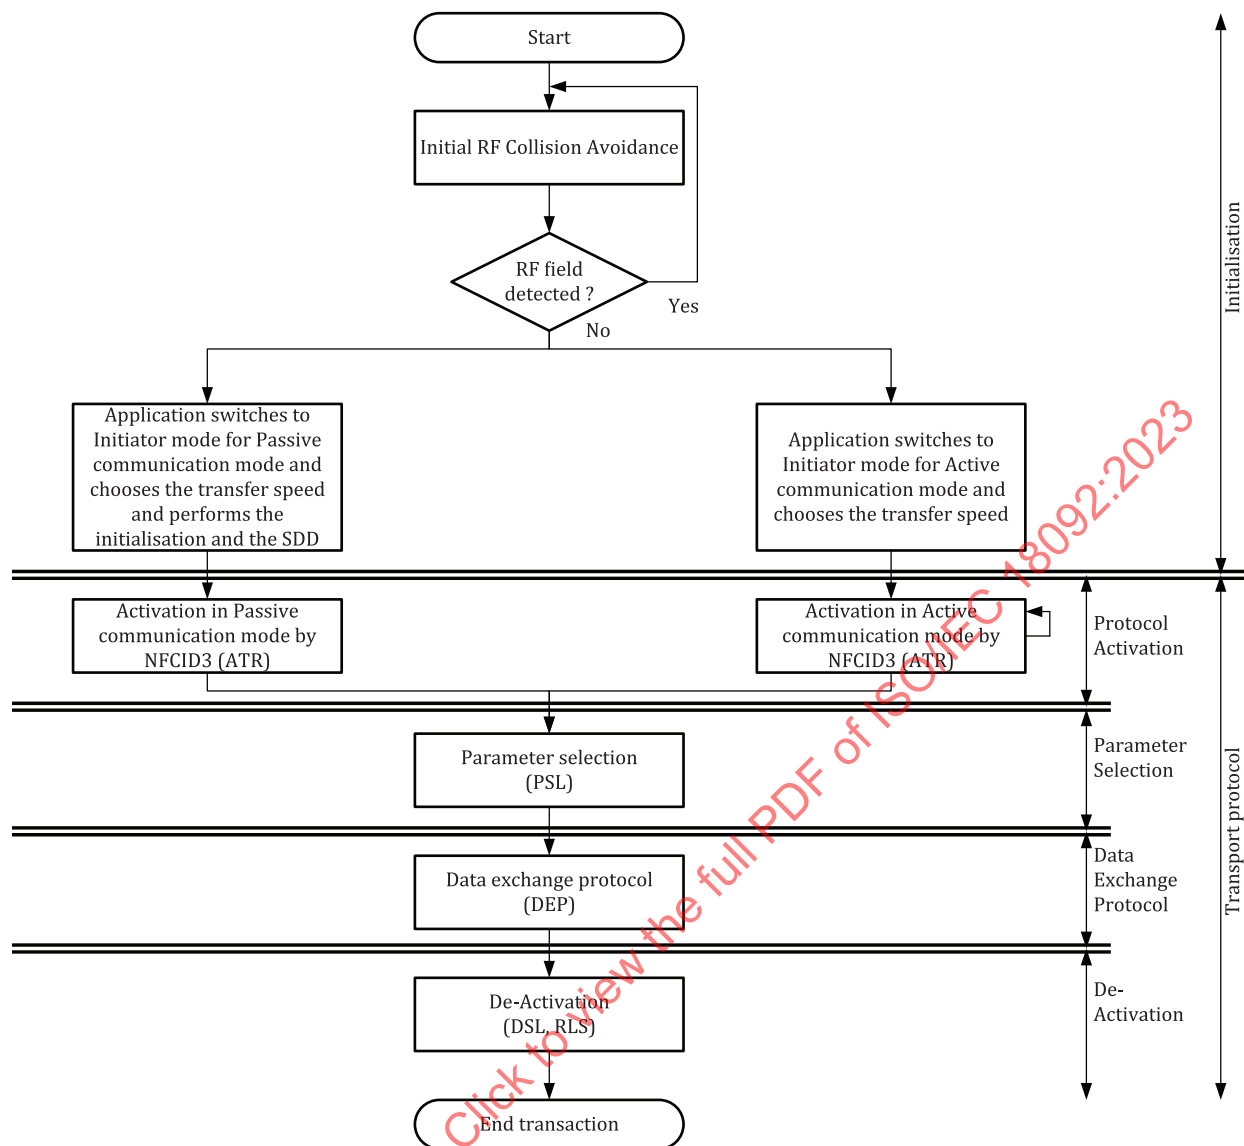 Start
Initial RF Collision Avoidance
RF field
detected ?
Yes
No
Initialisation
Application switches to
Initiator mode for Passive
communication mode and
chooses the transfer speed
and performs the
initialisation and the SDD
Application switches to
Initiator mode for Active
communication mode and
chooses the transfer speed
Activation in Passive
communication mode by
NFCID3 (ATR)
Activation in Active
communication mode by
NFCID3 (ATR)
Protocol
Activation
Parameter selection
(PSL)
Parameter
Selection
Transport protocol
Data exchange protocol
(DEP)
Data
Exchange
Protocol
De-Activation
(DSL, RLS)
De-
Activation
End transaction
Click to view the full PDF of ISO/IEC 18092:2023